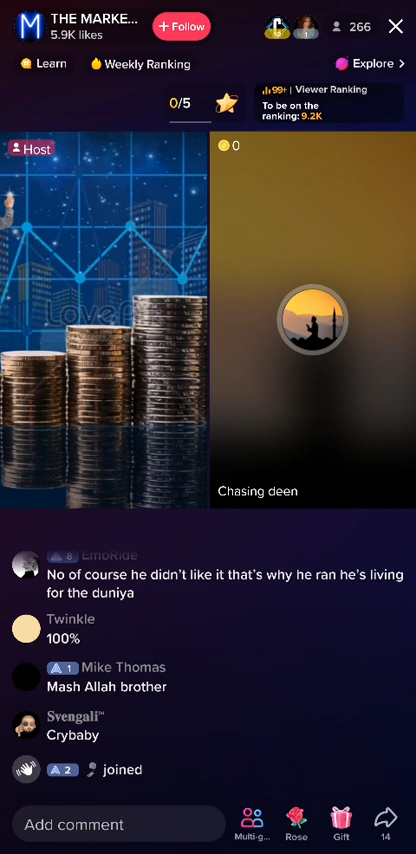 M
THE MARKE...
5.9K likes
+ Follow
266
Learn
Weekly Ranking
Explore
0/5
99+ | Viewer Ranking
To be on the
ranking: 9.2K
Host
0
Chasing deen
8 EmoRide
No of course he didn't like it that's why he ran he's living
for the duniya
Twinkle
100%
1 Mike Thomas
Mash Allah brother
Svengali™
Crybaby
2 joined
Add comment
Multi-g...
Rose
Gift
14